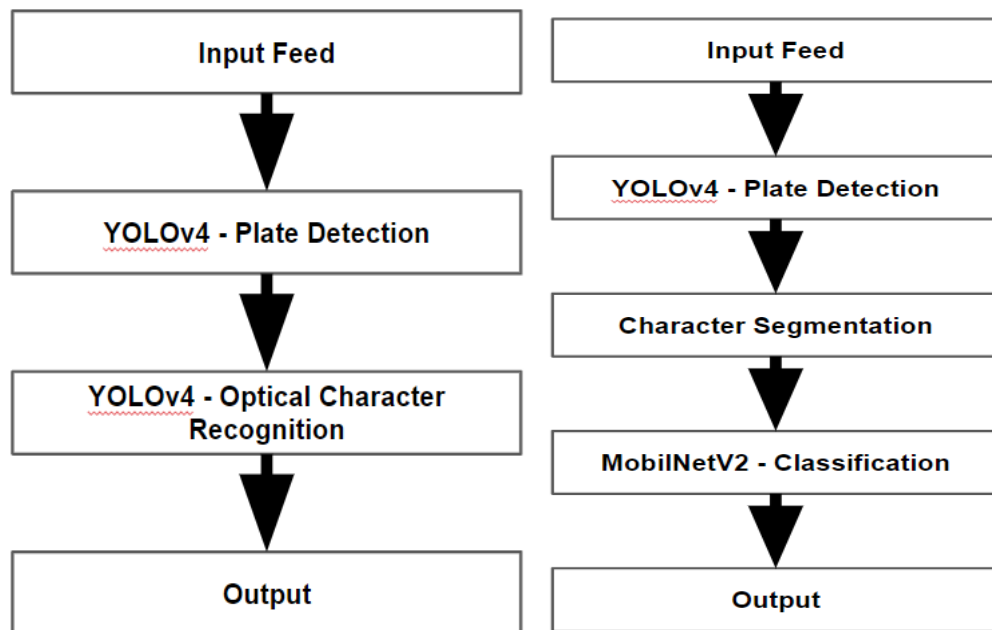 Input Feed
YOLOv4 - Plate Detection
YOLOv4 - Optical Character
Recognition
Output
Input Feed
YOLOv4 - Plate Detection
Character Segmentation
MobilNetV2 - Classification
Output